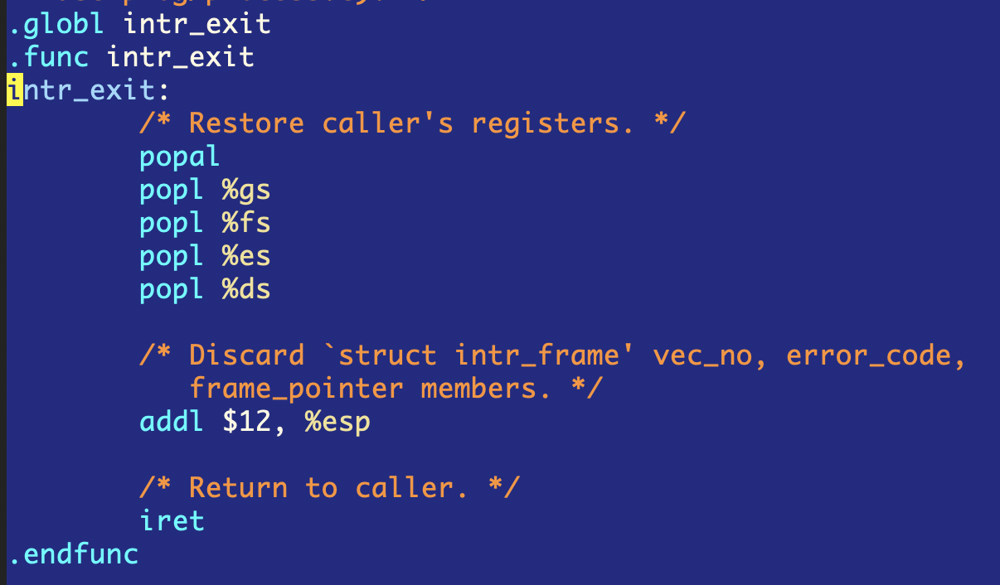 .globl intr_exit
.func intr_exit
intr_exit:
/* Restore caller's registers. */
popal
popl %gs
popl %fs
popl %es
popl %ds
/* Discard `struct intr_frame' vec_no, error_code,
frame_pointer members. */
addl $12, %esp
/* Return to caller. */
iret
.endfunc